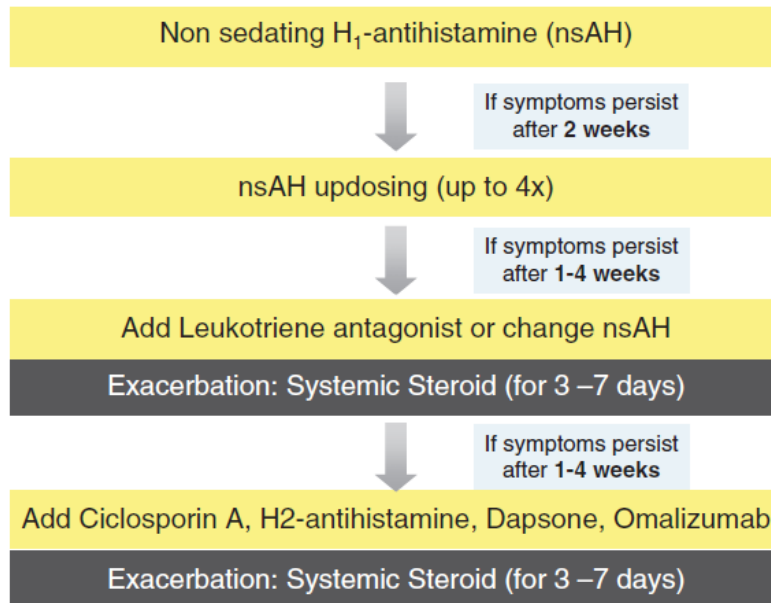 Non sedating H₁-antihistamine (nsAH)
If symptoms persist
after 2 weeks
nsAH updosing (up to 4x)
If symptoms persist
after 1-4 weeks
Add Leukotriene antagonist or change nsAH
Exacerbation: Systemic Steroid (for 3 –7 days)
If symptoms persist
after 1-4 weeks
Add Ciclosporin A, H2-antihistamine, Dapsone, Omalizumab
Exacerbation: Systemic Steroid (for 3 –7 days)